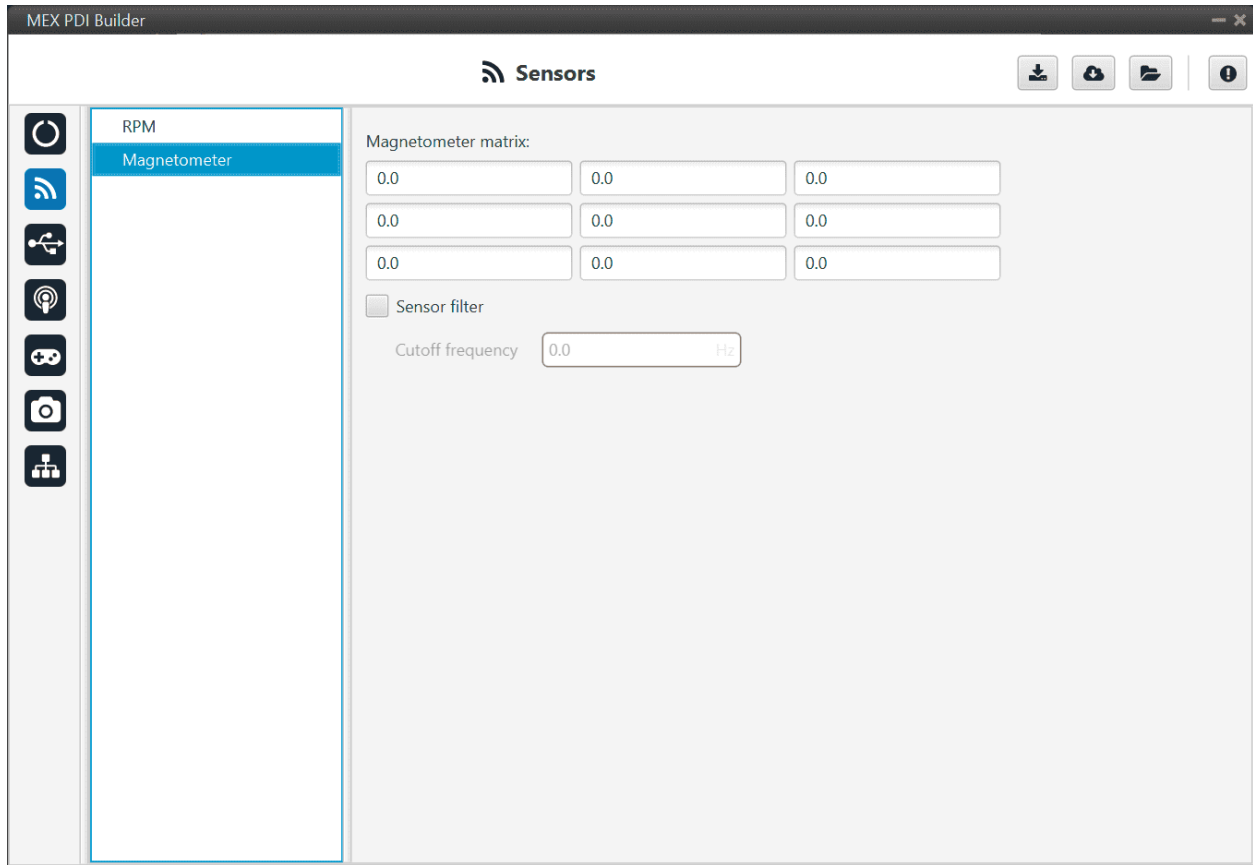 MEX PDI Builder
Sensors
RPM
Magnetometer
Magnetometer matrix:
0.0 0.0 0.0
0.0 0.0 0.0
0.0 0.0 0.0
Sensor filter
Cutoff frequency 0.0 Hz